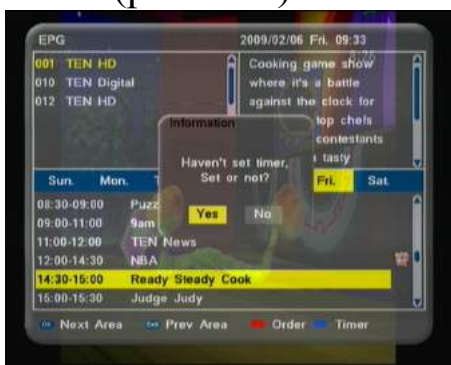 EPG 2009/02/06 Fri. 09:33
001 TEN HD
010 TEN Digital
012 TEN HD
Cooking game show
where it's a battle
against the clock for
top chefs
contestants
tasty
Information
Haven't set timer,
Set or not?
Yes No
Sun. Mon. Fri. Sat.
08:30-09:00 Puzz
09:00-11:00 9am
11:00-12:00 TEN News
12:00-14:30 NBA
14:30-15:00 Ready Steady Cook
15:00-15:30 Judge Judy
OK Next Area Exit Prev Area Order Timer